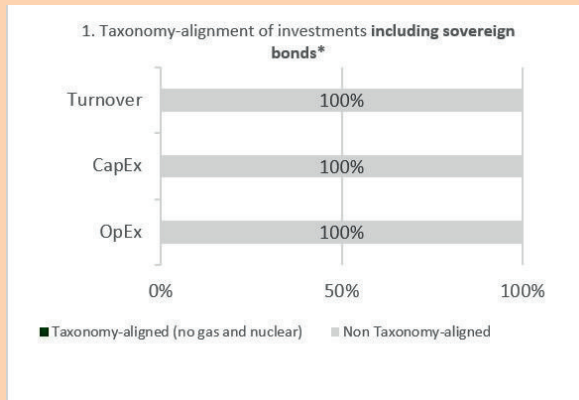 1. Taxonomy-alignment of investments including sovereign
bonds*
Turnover
100%
CapEx
100%
OpEx
100%
0%
50%
100%
Taxonomy-aligned (no gas and nuclear)
Non Taxonomy-aligned